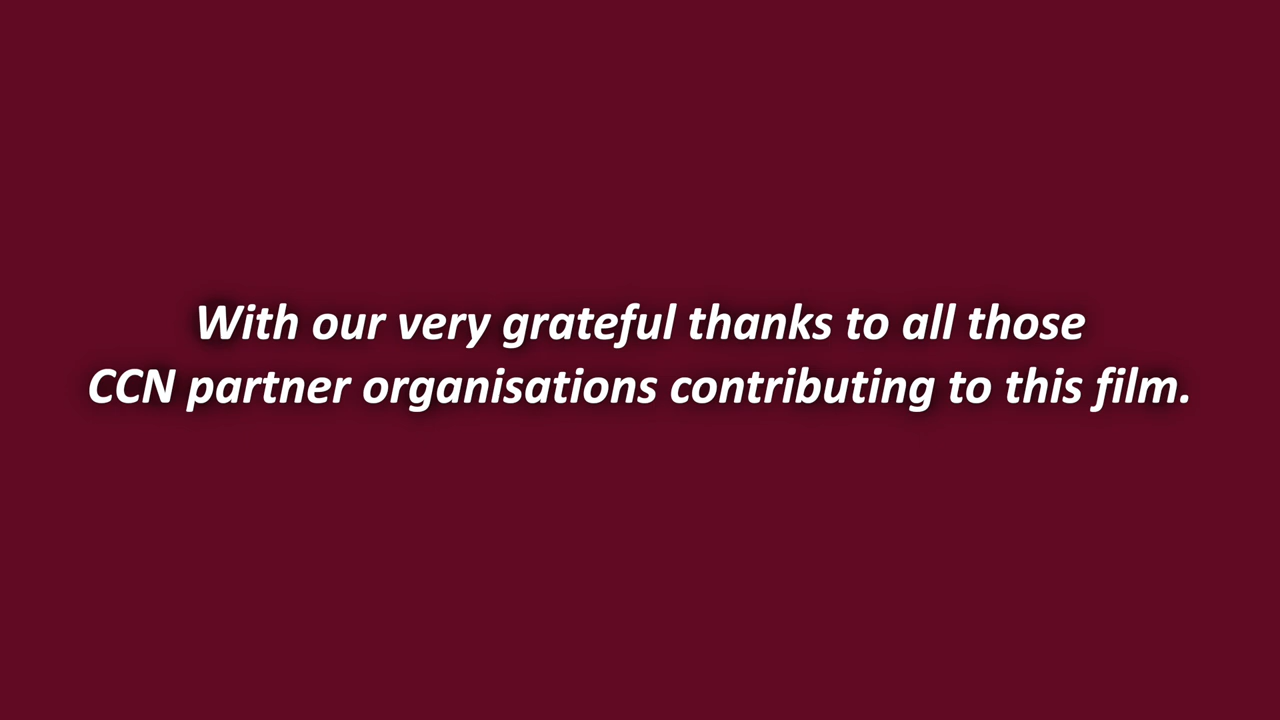 With our very grateful thanks to all those
CCN partner organisations contributing to this film.